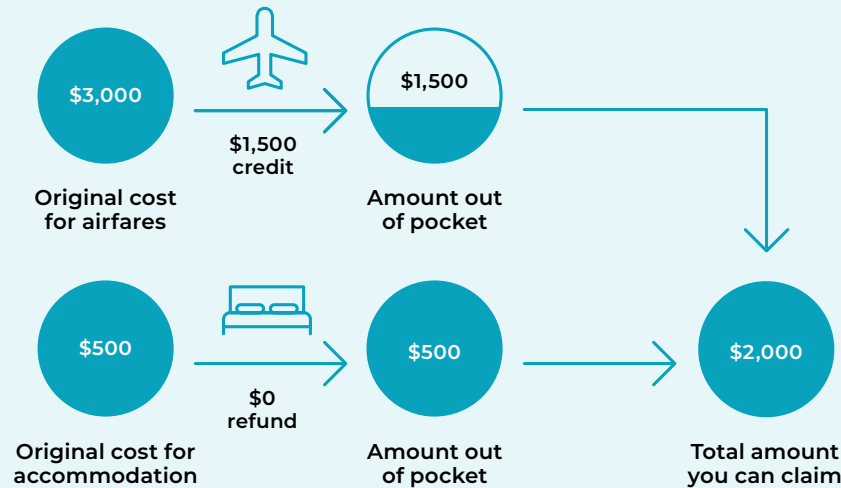 $3,000
$1,500
credit
$1,500
Original cost
for airfares
Amount out
of pocket
$500
$0
refund
$500
$2,000
Original cost for
accommodation
Amount out
of pocket
Total amount
you can claim